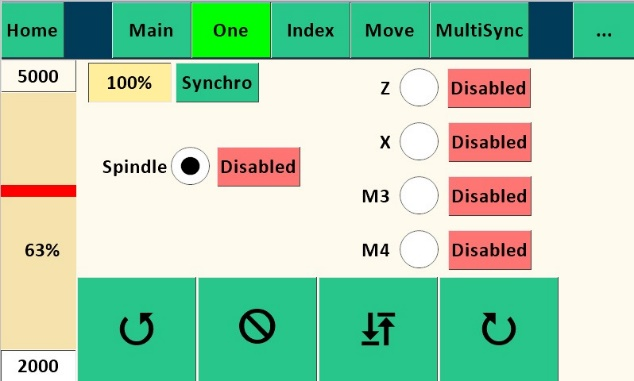 Home Main One Index Move MultiSync ...
5000 100% Synchro Z Disabled
X Disabled
Spindle Disabled
M3 Disabled
63% M4 Disabled
2000